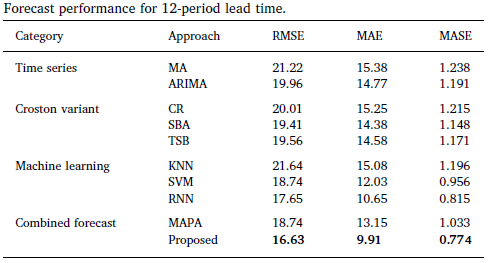 Forecast performance for 12-period lead time.
Category Approach RMSE MAE MASE
Time series MA 21.22 15.38 1.238
ARIMA 19.96 14.77 1.191
Croston variant CR 20.01 15.25 1.215
SBA 19.41 14.38 1.148
TSB 19.56 14.58 1.171
Machine learning KNN 21.64 15.08 1.196
SVM 18.74 12.03 0.956
RNN 17.65 10.65 0.815
Combined forecast MAPA 18.74 13.15 1.033
Proposed 16.63 9.91 0.774